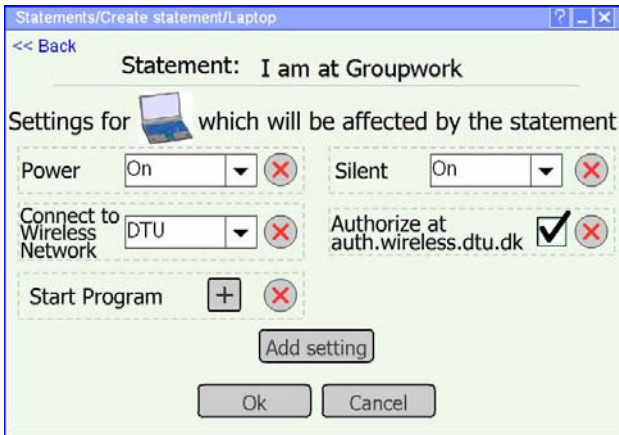 Statements/Create statement/Laptop
<< Back
Statement: I am at Groupwork
Settings for which will be affected by the statement
Power On
Silent On
Connect to
Wireless
Network
DTU
Authorize at
auth.wireless.dtu.dk
Start Program +
Add setting
Ok Cancel